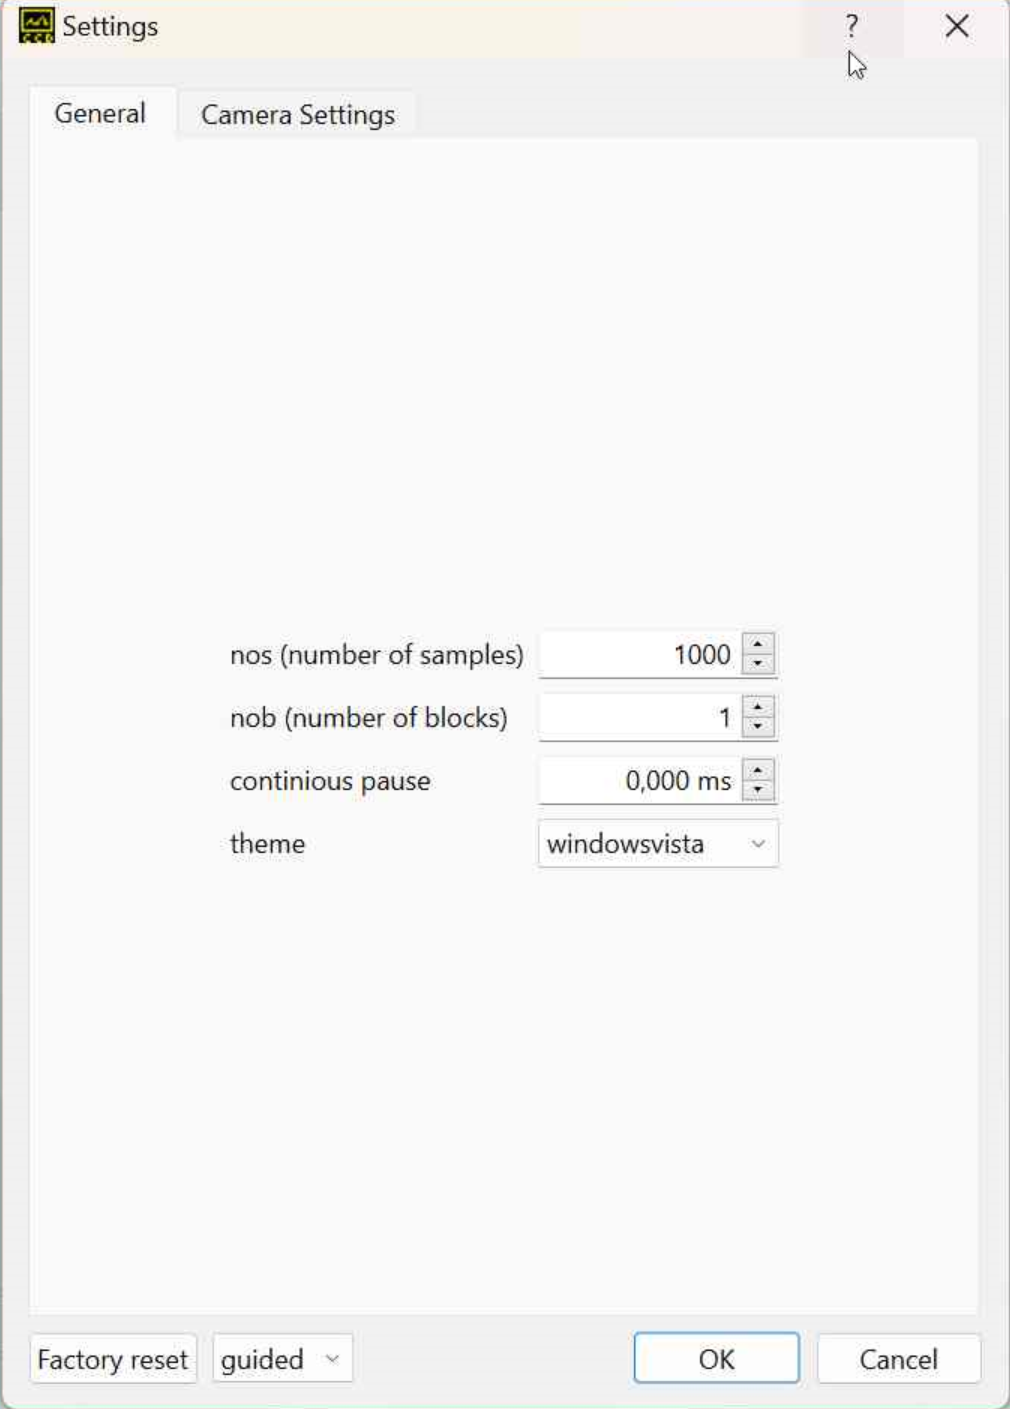 Settings
?
General
Camera Settings
nos (number of samples)
1000
nob (number of blocks)
1
continious pause
0,000 ms
theme
windowsvista
Factory reset
guided
OK
Cancel